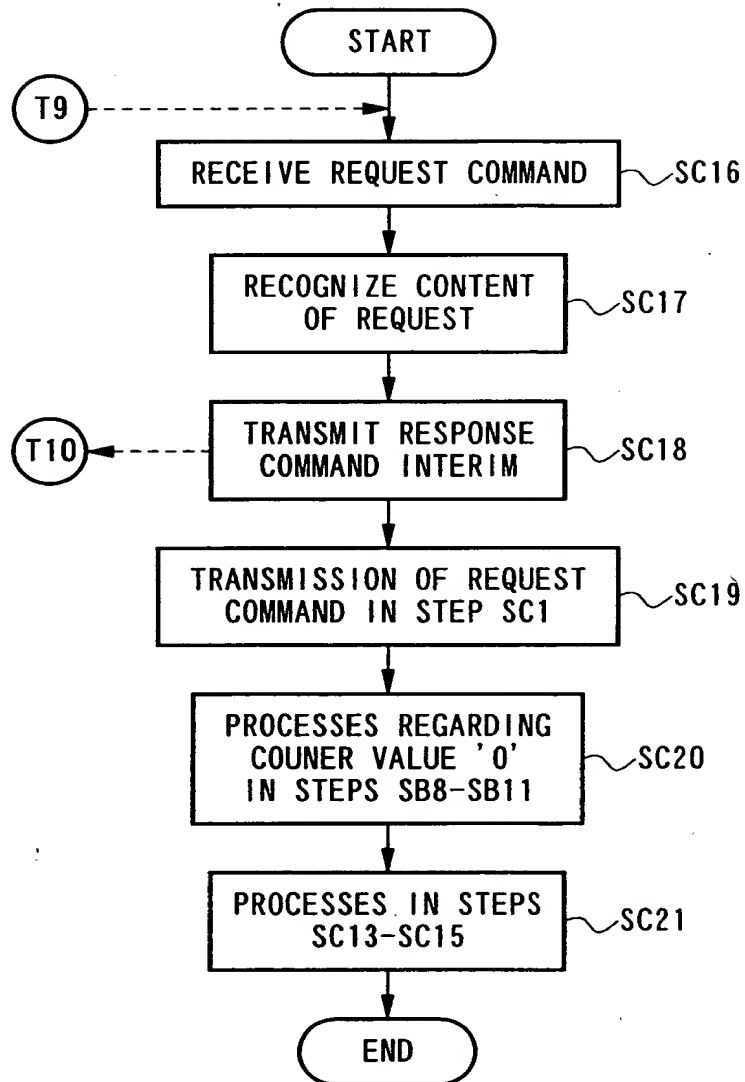 START
T9
RECEIVE REQUEST COMMAND
SC16
RECOGNIZE CONTENT
OF REQUEST
SC17
T10
TRANSMIT RESPONSE
COMMAND INTERIM
SC18
TRANSMISSION OF REQUEST
COMMAND IN STEP SC1
SC19
PROCESSES REGARDING
COUNER VALUE '0'
IN STEPS SB8-SB11
SC20
PROCESSES IN STEPS
SC13-SC15
SC21
END